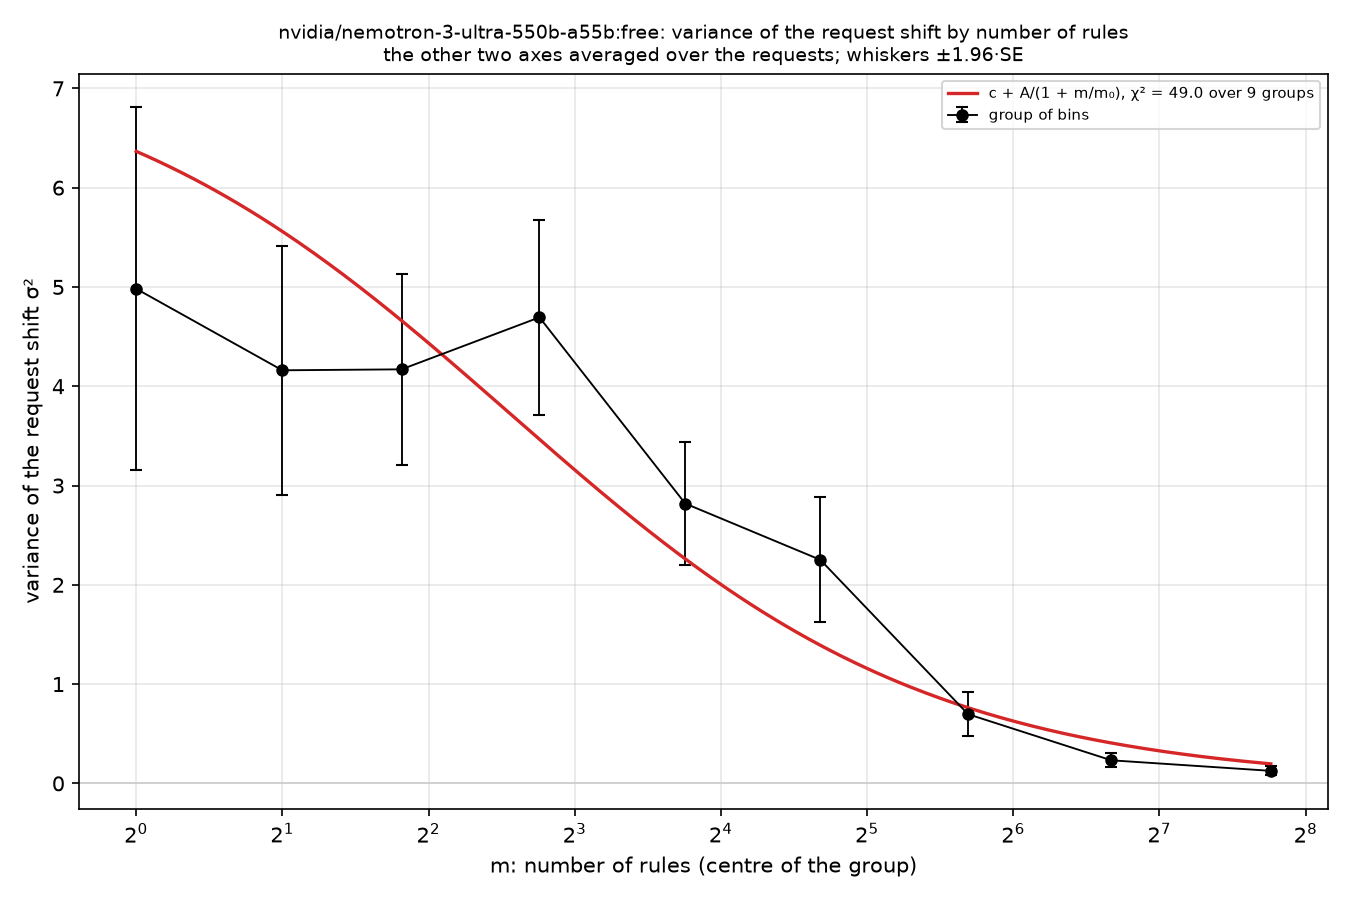 nvidia/nemotron-3-ultra-550b-a55b:free: variance of the request shift by number of rules
the other two axes averaged over the requests; whiskers ±1.96·SE
c + A/(1 + m/m₀), χ² = 49.0 over 9 groups
group of bins
variance of the request shift σ²
7
6
5
4
3
2
1
0
2⁰ 2¹ 2² 2³ 2⁴ 2⁵ 2⁶ 2⁷ 2⁸
m: number of rules (centre of the group)